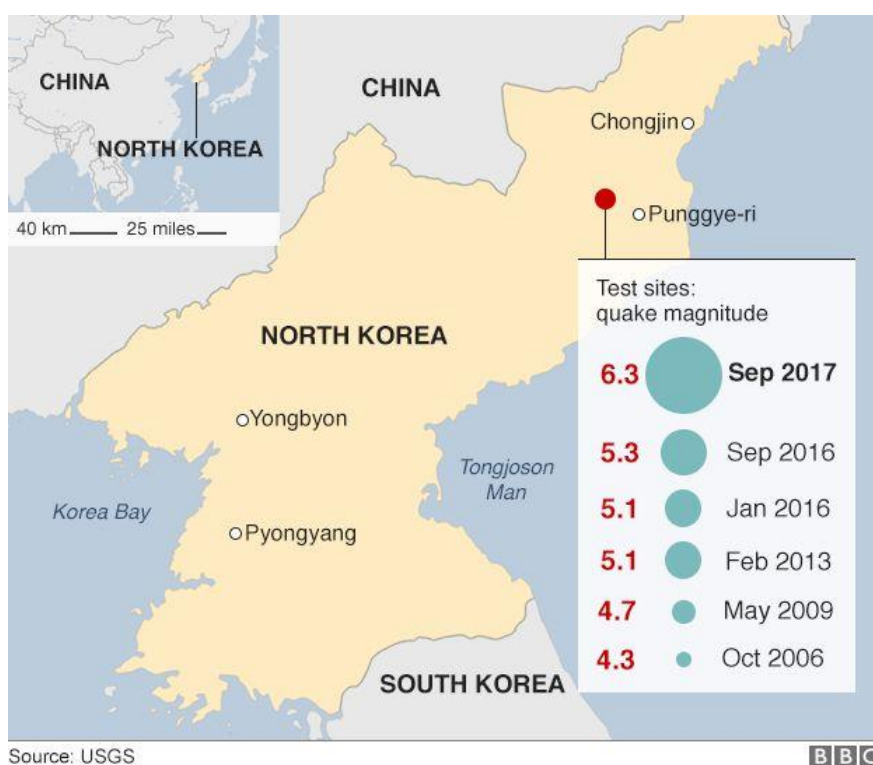 CHINA
NORTH KOREA
40 km
25 miles
CHINA
Chongjin
Punggye-ri
NORTH KOREA
Yongbyon
Korea Bay
Pyongyang
Tongjoson
Man
SOUTH KOREA
Test sites:
quake magnitude
6.3 Sep 2017
5.3 Sep 2016
5.1 Jan 2016
5.1 Feb 2013
4.7 May 2009
4.3 Oct 2006
Source: USGS
BBC